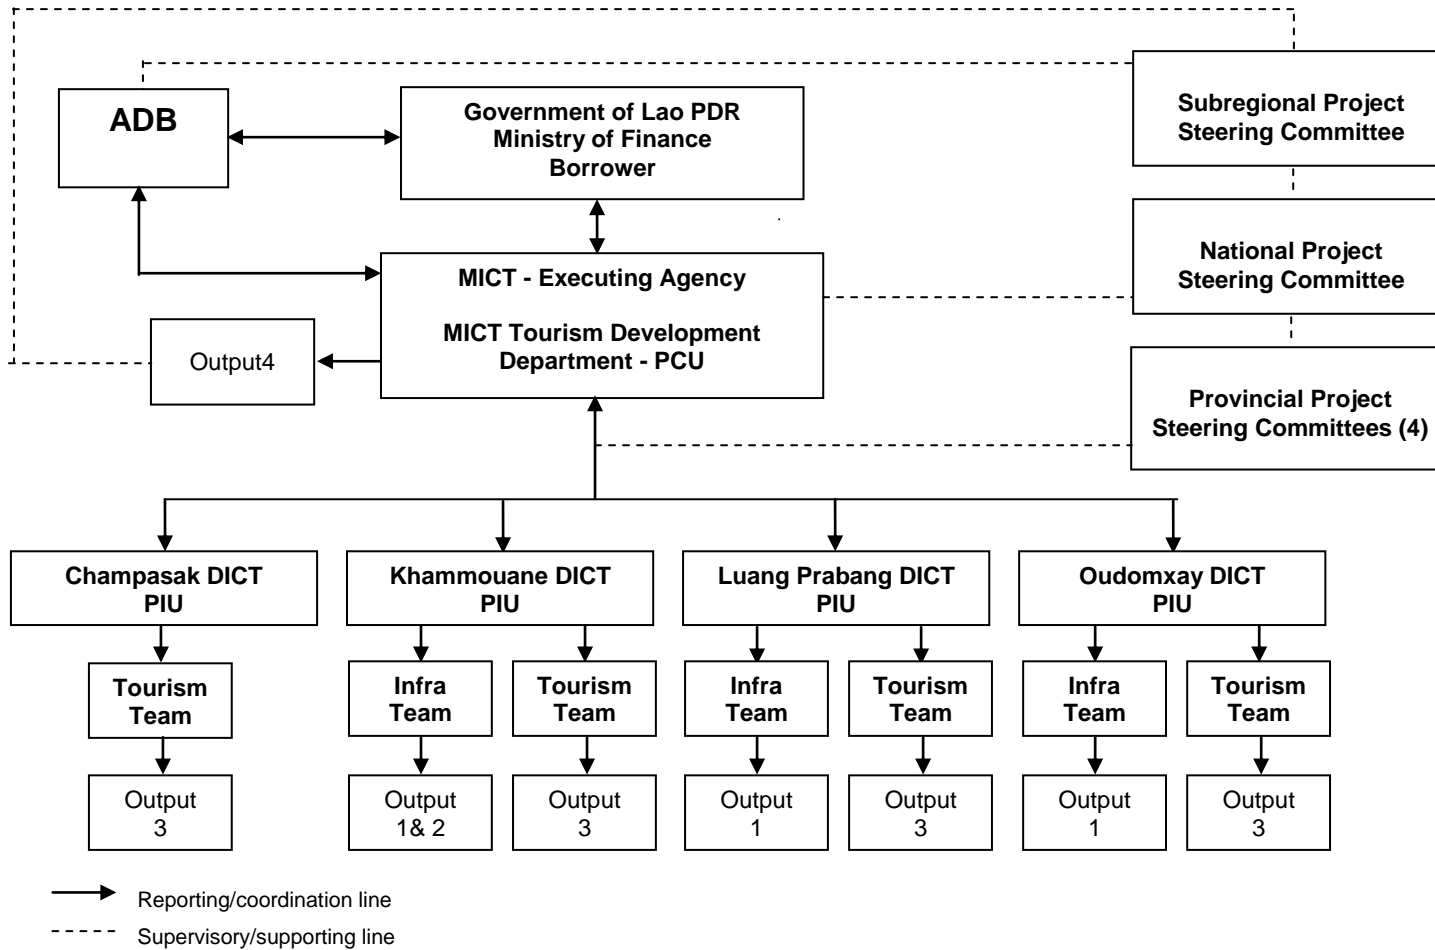 ADB
Government of Lao PDR
Ministry of Finance
Borrower
Subregional Project
Steering Committee
National Project
Steering Committee
MICT - Executing Agency
MICT Tourism Development
Department - PCU
Output4
Provincial Project
Steering Committees (4)
Champasak DICT
PIU
Khammouane DICT
PIU
Luang Prabang DICT
PIU
Oudomxay DICT
PIU
Tourism
Team
Infra
Team
Tourism
Team
Infra
Team
Tourism
Team
Infra
Team
Tourism
Team
Output
3
Output
1& 2
Output
3
Output
1
Output
3
Output
1
Output
3
Reporting/coordination line
Supervisory/supporting line